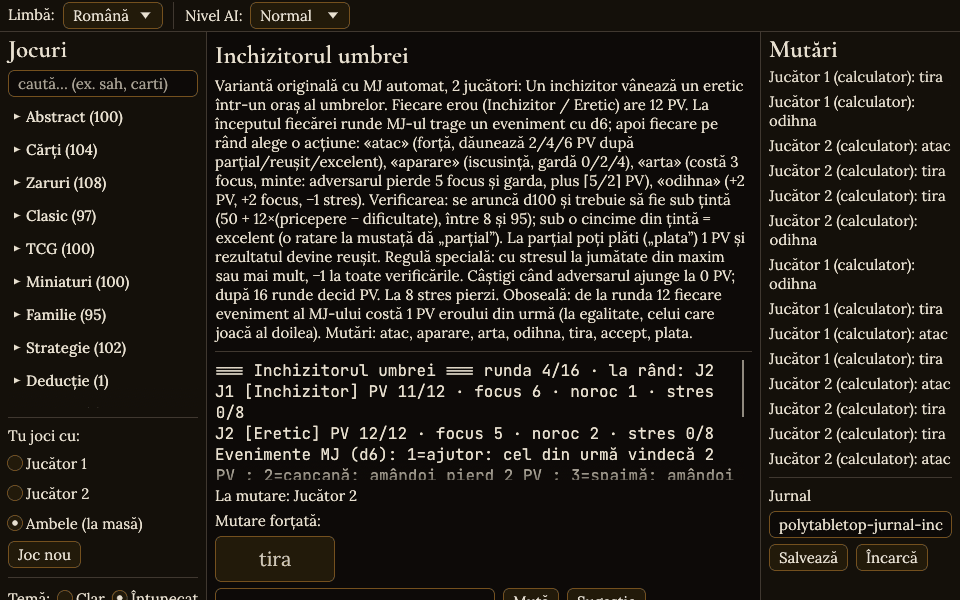 Limbă: Română ▼ Nivel AI: Normal ▼
Jocuri
caută... (ex. sah, carti)
▸ Abstract (100)
▸ Cărți (104)
▸ Zaruri (108)
▸ Clasic (97)
▸ TCG (100)
▸ Miniaturi (100)
▸ Familie (95)
▸ Strategie (102)
▸ Deducție (1)
Tu joci cu:
Jucător 1
Jucător 2
Ambele (la masă)
Joc nou
Temă: Clar Întunecat
Inchizitorul umbrei
Variantă originală cu MJ automat, 2 jucători: Un inchizitor vânează un eretic
într-un oraș al umbrelor. Fiecare erou (Inchizitor / Eretic) are 12 PV. La
începutul fiecărei runde MJ-ul trage un eveniment cu d6; apoi fiecare pe
rând alege o acțiune: «atac» (forță, dăunează 2/4/6 PV după
parțial/reușit/excelent), «aparare» (iscusință, gardă 0/2/4), «arta» (costă 3
focus, minte: adversarul pierde 5 focus și garda, plus ⌈5/2⌉ PV), «odihna» (+2
PV, +2 focus, −1 stres). Verificarea: se aruncă d100 și trebuie să fie sub țintă
(50 + 12×(pricepere − dificultate), între 8 și 95); sub o cincime din țintă =
excelent (o ratare la mustață dă „parțial”). La parțial poți plăti („plata”) 1 PV și
rezultatul devine reușit. Regulă specială: cu stresul la jumătate din maxim
sau mai mult, −1 la toate verificările. Câștigi când adversarul ajunge la 0 PV;
după 16 runde decid PV. La 8 stres pierzi. Oboseală: de la runda 12 fiecare
eveniment al MJ-ului costă 1 PV eroului din urmă (la egalitate, celui care
joacă al doilea). Mutări: atac, aparare, arta, odihna, tira, accept, plata.
═══ Inchizitorul umbrei ═══ runda 4/16 · la rând: J2
J1 [Inchizitor] PV 11/12 · focus 6 · noroc 1 · stres
0/8
J2 [Eretic] PV 12/12 · focus 5 · noroc 2 · stres 0/8
Evenimente MJ (d6): 1=ajutor: cel din urmă vindecă 2
PV ; 2=capcană: amândoi pierd 2 PV ; 3=spaimă: amândoi
La mutare: Jucător 2
Mutare forțată:
tira
Mută Sugestie
Mutări
Jucător 1 (calculator): tira
Jucător 1 (calculator):
odihna
Jucător 2 (calculator): atac
Jucător 2 (calculator): tira
Jucător 2 (calculator): tira
Jucător 2 (calculator):
odihna
Jucător 1 (calculator):
odihna
Jucător 1 (calculator): tira
Jucător 1 (calculator): atac
Jucător 1 (calculator): tira
Jucător 2 (calculator): atac
Jucător 2 (calculator): tira
Jucător 2 (calculator): tira
Jucător 2 (calculator): atac
Jurnal
polytabletop-jurnal-inc
Salvează Încarcă